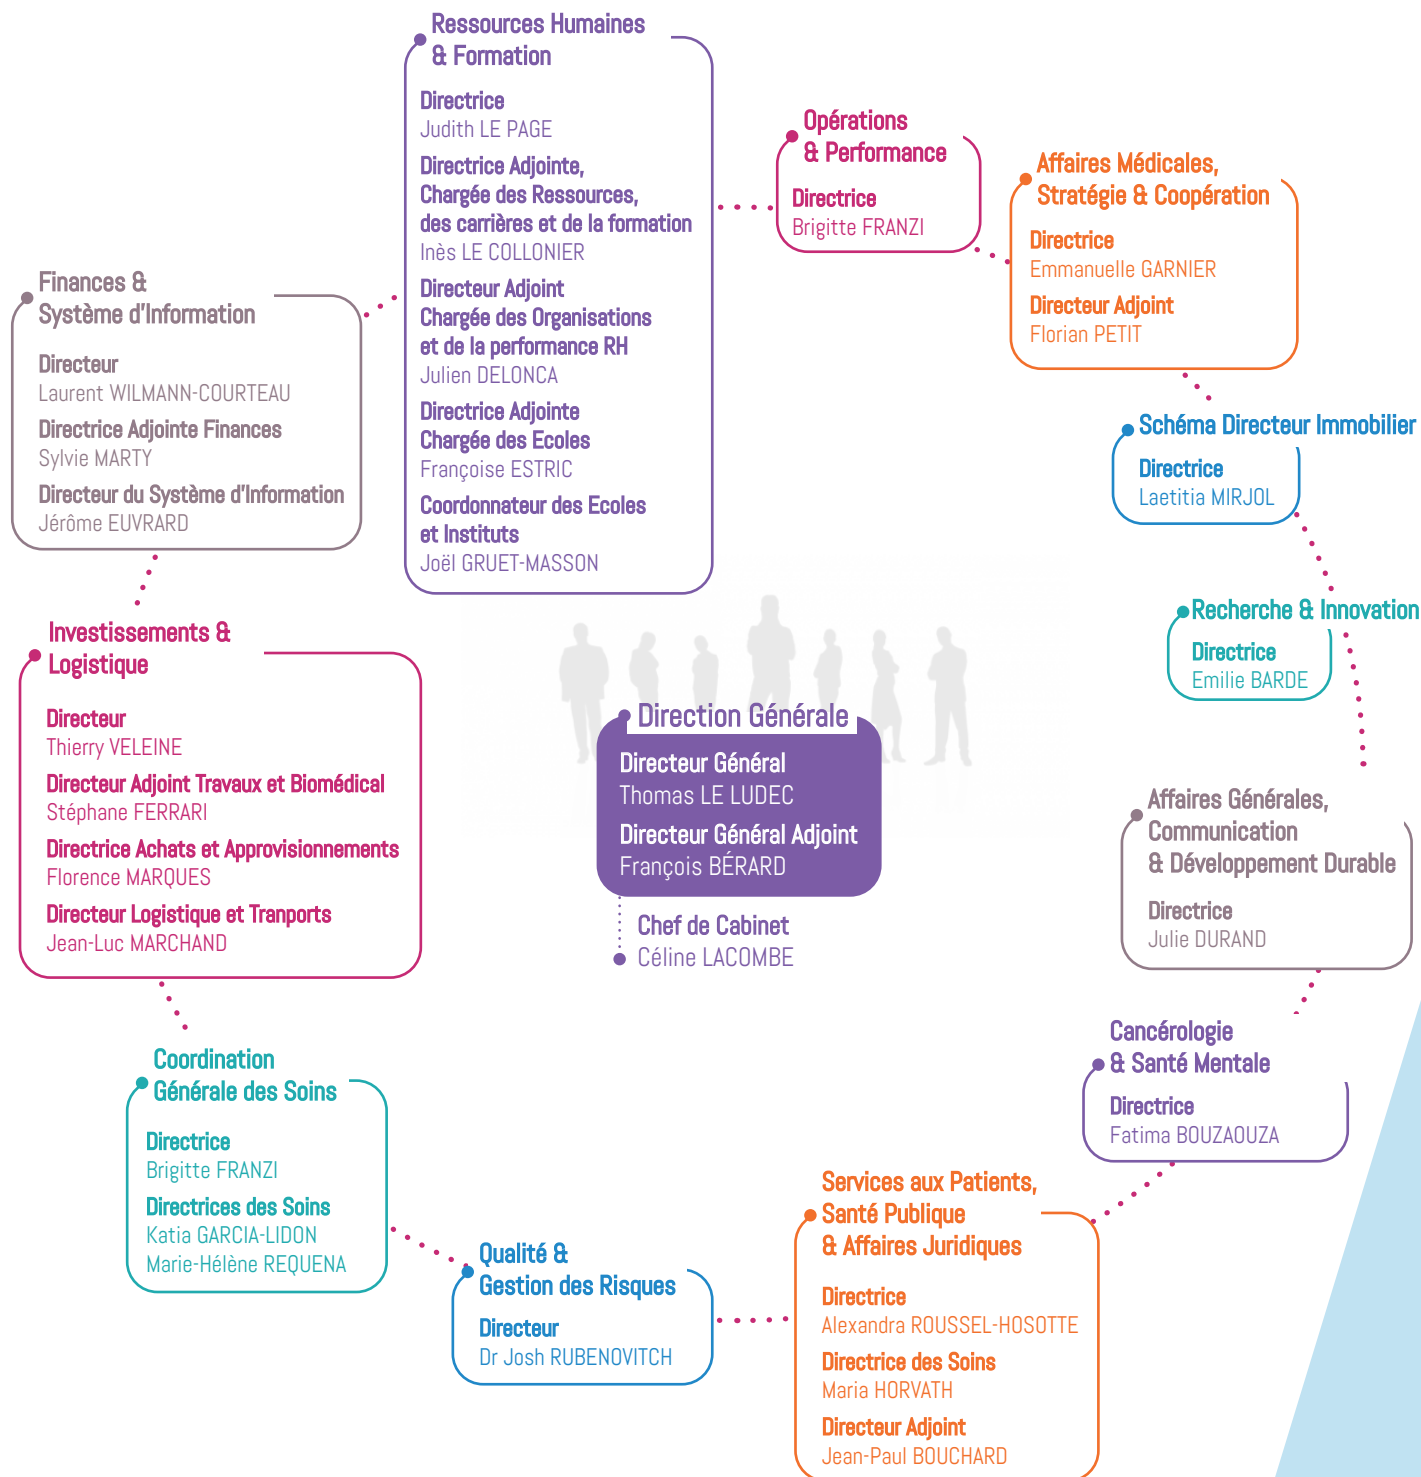 Ressources Humaines
& Formation
Directrice
Judith LE PAGE
Directrice Adjointe,
Chargée des Ressources,
des carrières et de la formation
Inès LE COLLONIER
Directeur Adjoint
Chargée des Organisations
et de la performance RH
Julien DELONCA
Directrice Adjointe
Chargée des Ecoles
Françoise ESTRIC
Coordonnateur des Ecoles
et Instituts
Joël GRUET-MASSON
Opérations
& Performance
Directrice
Brigitte FRANZI
Affaires Médicales,
Stratégie & Coopération
Directrice
Emmanuelle GARNIER
Directeur Adjoint
Florian PETIT
Schéma Directeur Immobilier
Directrice
Laetitia MIRJOL
Recherche & Innovation
Directrice
Emilie BARDE
Affaires Générales,
Communication
& Développement Durable
Directrice
Julie DURAND
Cancérologie
& Santé Mentale
Directrice
Fatima BOUZAOUZA
Services aux Patients,
Santé Publique
& Affaires Juridiques
Directrice
Alexandra ROUSSEL-HOSOTTE
Directrice des Soins
Maria HORVATH
Directeur Adjoint
Jean-Paul BOUCHARD
Qualité &
Gestion des Risques
Directeur
Dr Josh RUBENOVITCH
Coordination
Générale des Soins
Directrice
Brigitte FRANZI
Directrices des Soins
Katia GARCIA-LIDON
Marie-Hélène REQUENA
Investissements &
Logistique
Directeur
Thierry VELEINE
Directeur Adjoint Travaux et Biomédical
Stéphane FERRARI
Directrice Achats et Approvisionnements
Florence MARQUES
Directeur Logistique et Tranports
Jean-Luc MARCHAND
Finances &
Système d'Information
Directeur
Laurent WILMANN-COURTEAU
Directrice Adjointe Finances
Sylvie MARTY
Directeur du Système d'Information
Jérôme EUVRARD
Direction Générale
Directeur Général
Thomas LE LUDEC
Directeur Général Adjoint
François BÉRARD
Chef de Cabinet
Céline LACOMBE